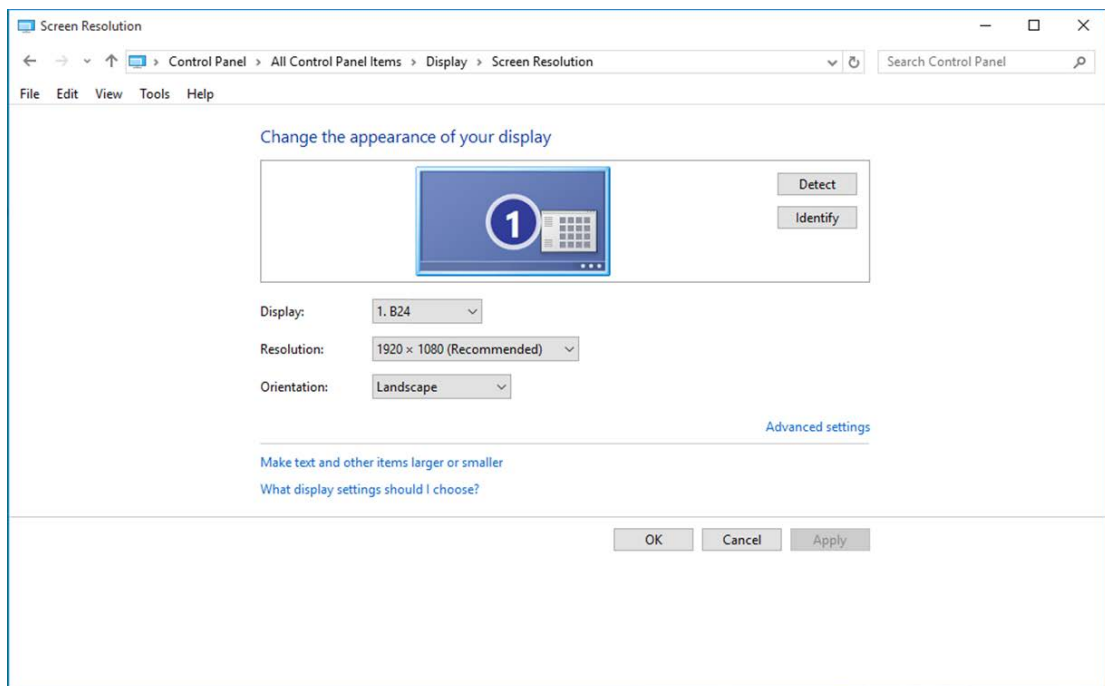 Screen Resolution
Control Panel > All Control Panel Items > Display > Screen Resolution
Search Control Panel
File Edit View Tools Help
Change the appearance of your display
1
Detect
Identify
Display: 1. B24
Resolution: 1920 × 1080 (Recommended)
Orientation: Landscape
Advanced settings
Make text and other items larger or smaller
What display settings should I choose?
OK Cancel Apply